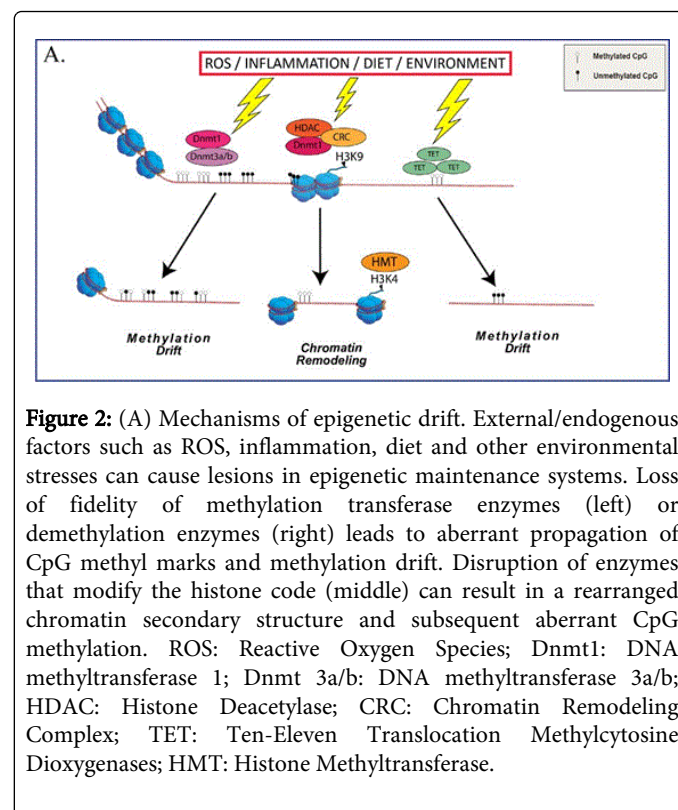 A.
ROS / INFLAMMATION / DIET / ENVIRONMENT
Methylated CpG
Unmethylated CpG
HDAC
Dnmt1
CRC
Dnmt1
Dnmt3a/b
H3K9
TET
TET
TET
HMT
H3K4
Methylation
Drift
Chromatin
Remodeling
Methylation
Drift
Figure 2: (A) Mechanisms of epigenetic drift. External/endogenous
factors such as ROS, inflammation, diet and other environmental
stresses can cause lesions in epigenetic maintenance systems. Loss
of fidelity of methylation transferase enzymes (left) or
demethylation enzymes (right) leads to aberrant propagation of
CpG methyl marks and methylation drift. Disruption of enzymes
that modify the histone code (middle) can result in a rearranged
chromatin secondary structure and subsequent aberrant CpG
methylation. ROS: Reactive Oxygen Species; Dnmt1: DNA
methyltransferase 1; Dnmt 3a/b: DNA methyltransferase 3a/b;
HDAC: Histone Deacetylase; CRC: Chromatin Remodeling
Complex; TET: Ten-Eleven Translocation Methylcytosine
Dioxygenases; HMT: Histone Methyltransferase.